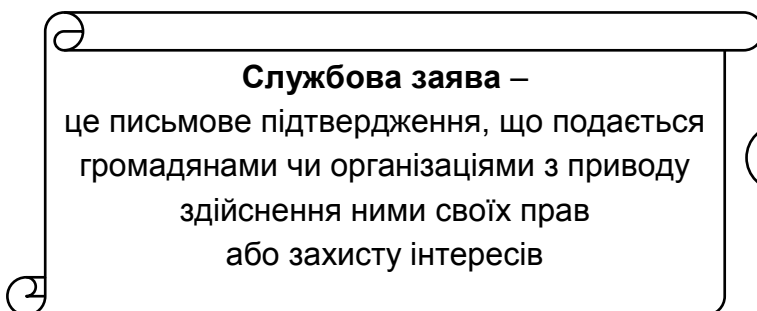 Службова заява –
це письмове підтвердження, що подається
громадянами чи організаціями з приводу
здійснення ними своїх прав
або захисту інтересів